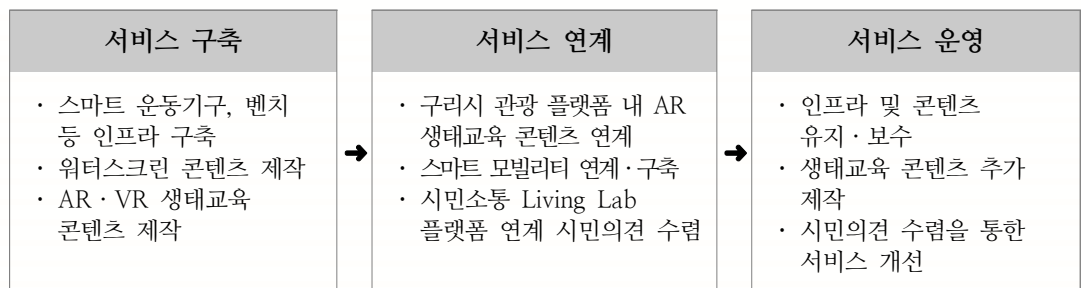 서비스 구축
· 스마트 운동기구, 벤치
등 인프라 구축
· 워터스크린 콘텐츠 제작
· AR · VR 생태교육
콘텐츠 제작
➜
서비스 연계
· 구리시 관광 플랫폼 내 AR
생태교육 콘텐츠 연계
· 스마트 모빌리티 연계·구축
· 시민소통 Living Lab
플랫폼 연계 시민의견 수렴
➜
서비스 운영
· 인프라 및 콘텐츠
유지 · 보수
· 생태교육 콘텐츠 추가
제작
· 시민의견 수렴을 통한
서비스 개선